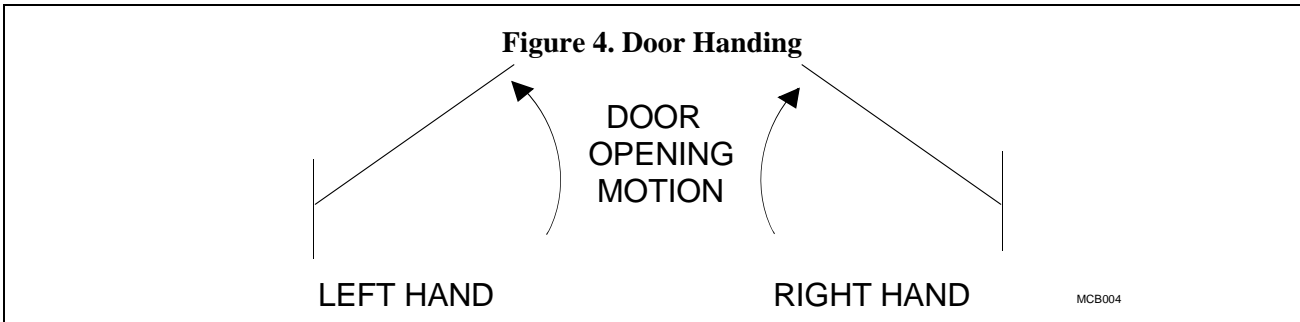 Figure 4. Door Handing
DOOR
OPENING
MOTION
LEFT HAND
RIGHT HAND
MCB004